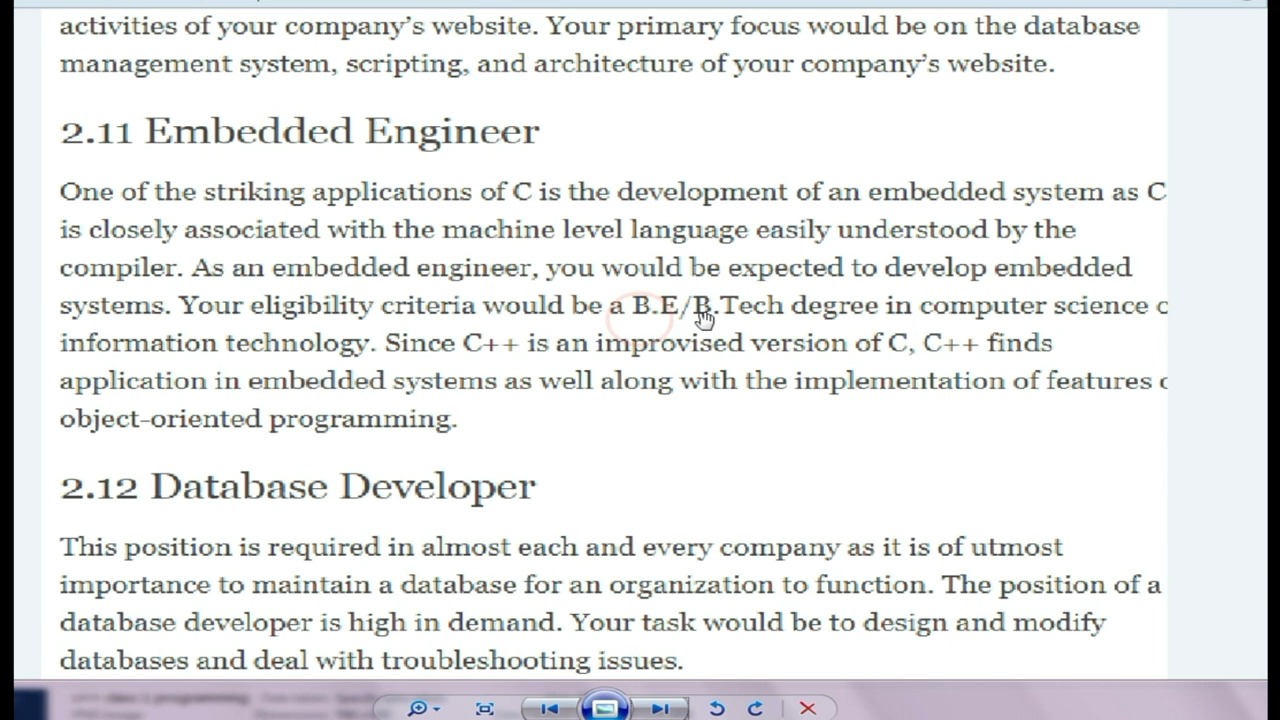 activities of your company's website. Your primary focus would be on the database
management system, scripting, and architecture of your company's website.
2.11 Embedded Engineer
One of the striking applications of C is the development of an embedded system as C
is closely associated with the machine level language easily understood by the
compiler. As an embedded engineer, you would be expected to develop embedded
systems. Your eligibility criteria would be a B.E/B.Tech degree in computer science
information technology. Since C++ is an improvised version of C, C++ finds
application in embedded systems as well along with the implementation of features
object-oriented programming.
2.12 Database Developer
This position is required in almost each and every company as it is of utmost
importance to maintain a database for an organization to function. The position of a
database developer is high in demand. Your task would be to design and modify
databases and deal with troubleshooting issues.